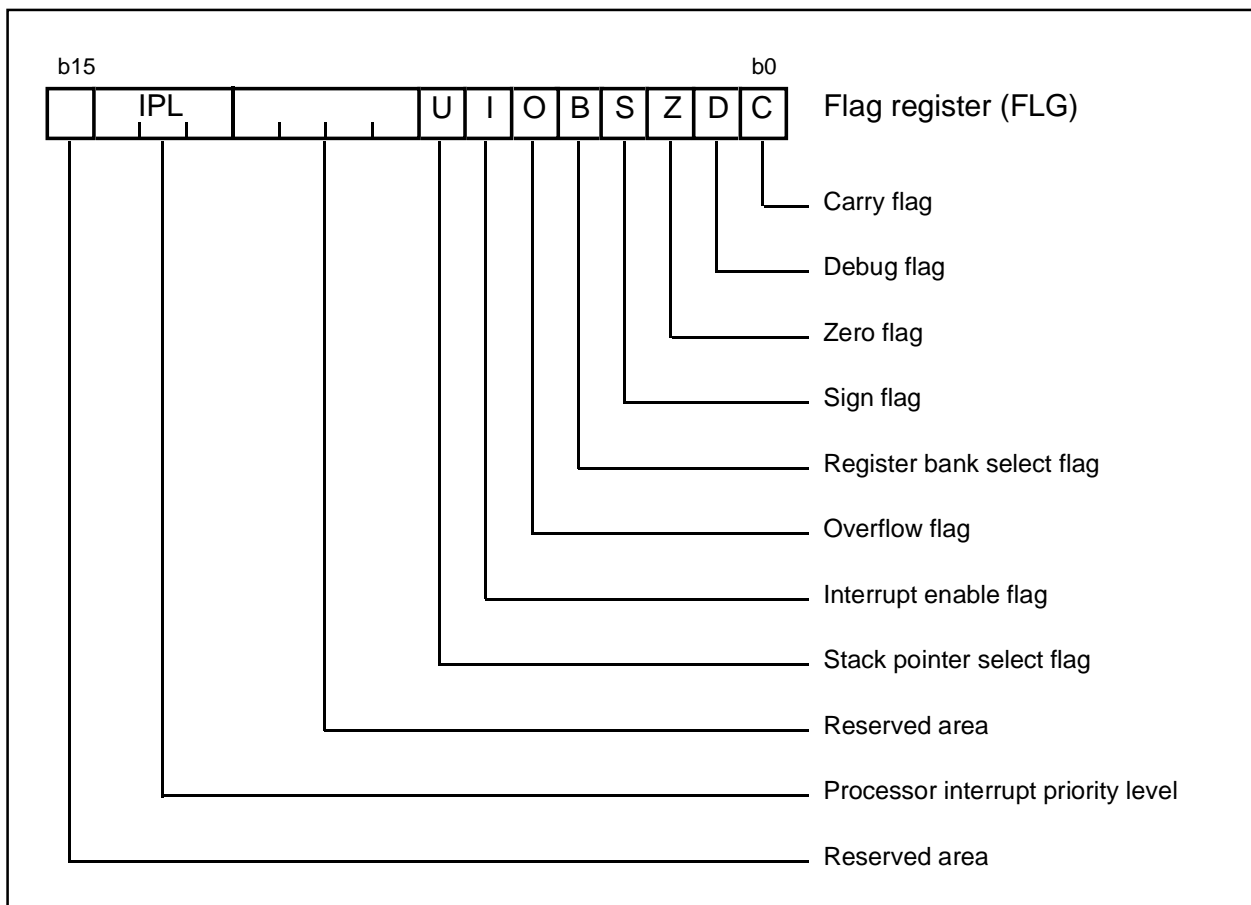 b15 b0
IPL U I O B S Z D C Flag register (FLG)
Carry flag
Debug flag
Zero flag
Sign flag
Register bank select flag
Overflow flag
Interrupt enable flag
Stack pointer select flag
Reserved area
Processor interrupt priority level
Reserved area